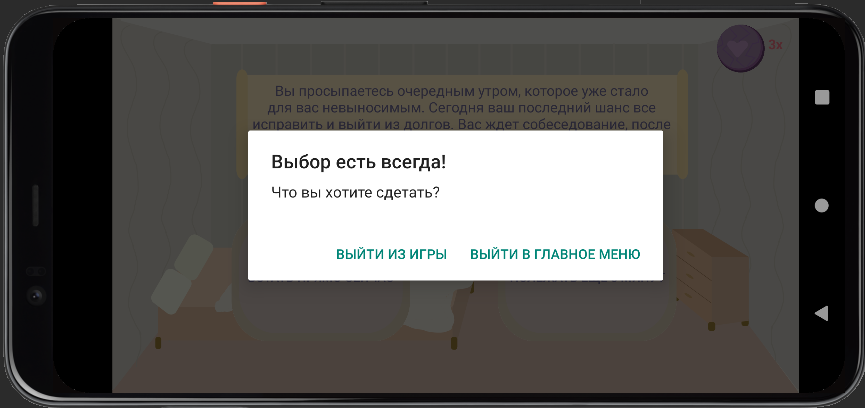 3x
Вы просыпаетесь очередным утром, которое уже стало
для вас невыносимым. Сегодня ваш последний шанс все
исправить и выйти из долгов. Вас ждет собеседование, после
Выбор есть всегда!
Что вы хотите сдетать?
ВЫЙТИ ИЗ ИГРЫ ВЫЙТИ В ГЛАВНОЕ МЕНЮ